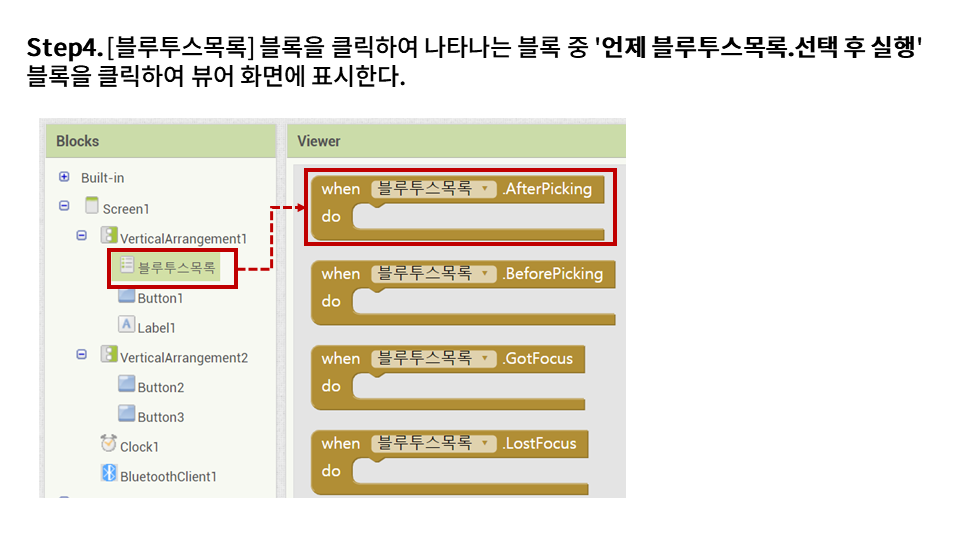 Step4. [블루투스목록] 블록을 클릭하여 나타나는 블록 중 '언제 블루투스목록.선택 후 실행'
블록을 클릭하여 뷰어 화면에 표시한다.
Blocks
Built-in
Screen1
VerticalArrangement1
블루투스목록
Button1
Label1
VerticalArrangement2
Button2
Button3
Clock1
BluetoothClient1
Viewer
when 블루투스목록 .AfterPicking
do
when 블루투스목록 .BeforePicking
do
when 블루투스목록 .GotFocus
do
when 블루투스목록 .LostFocus
do